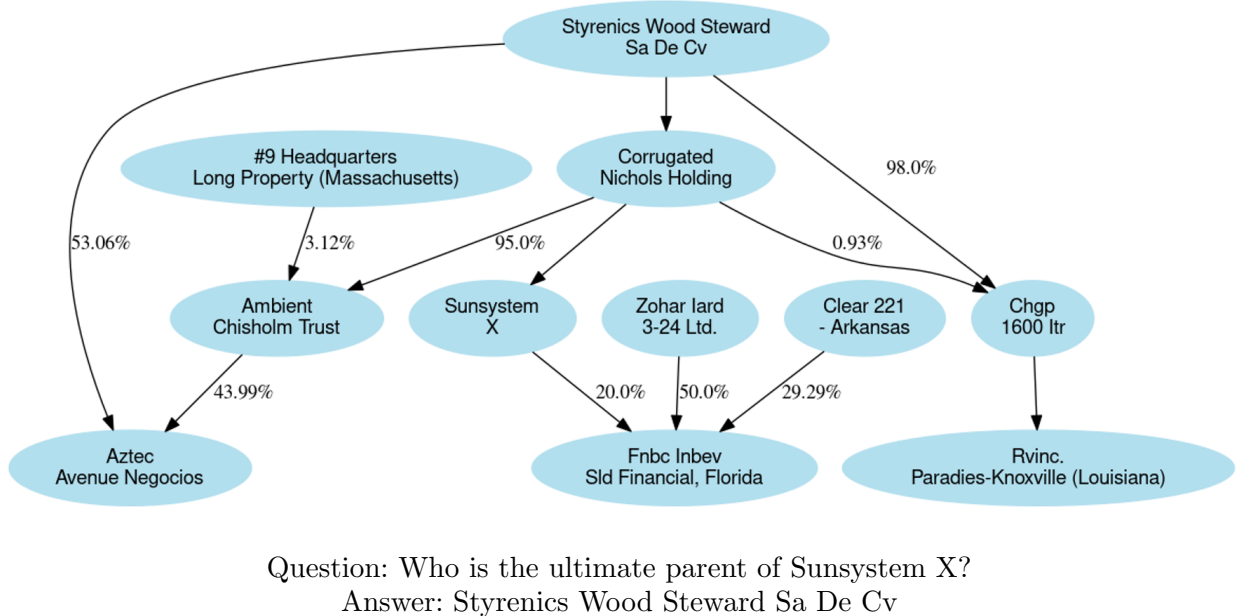 Styrenics Wood Steward
Sa De Cv
#9 Headquarters
Long Property (Massachusetts)
Corrugated
Nichols Holding
98.0%
53.06%
3.12%
95.0%
0.93%
Ambient
Chisholm Trust
Sunsystem
X
Zohar Iard
3-24 Ltd.
Clear 221
- Arkansas
Chgp
1600 Itr
43.99%
20.0%
50.0%
29.29%
Aztec
Avenue Negocios
Fnbc Inbev
Sld Financial, Florida
Rvinc.
Paradies-Knoxville (Louisiana)
Question: Who is the ultimate parent of Sunsystem X?
Answer: Styrenics Wood Steward Sa De Cv